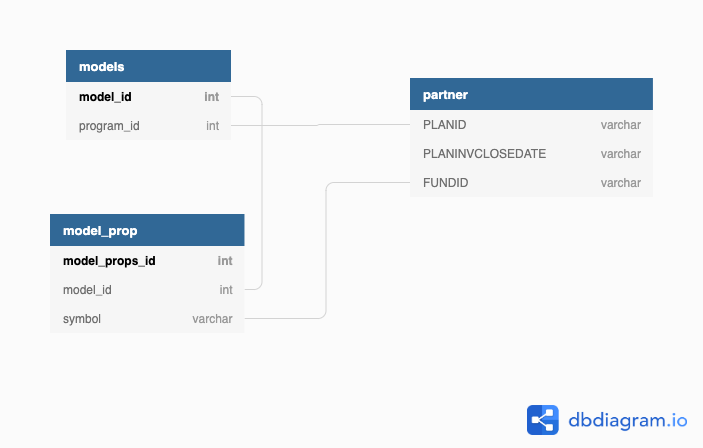 models
model_id int
program_id int
partner
PLANID varchar
PLANINVCLOSEDATE varchar
FUNDID varchar
model_prop
model_props_id int
model_id int
symbol varchar
dbdiagram.io